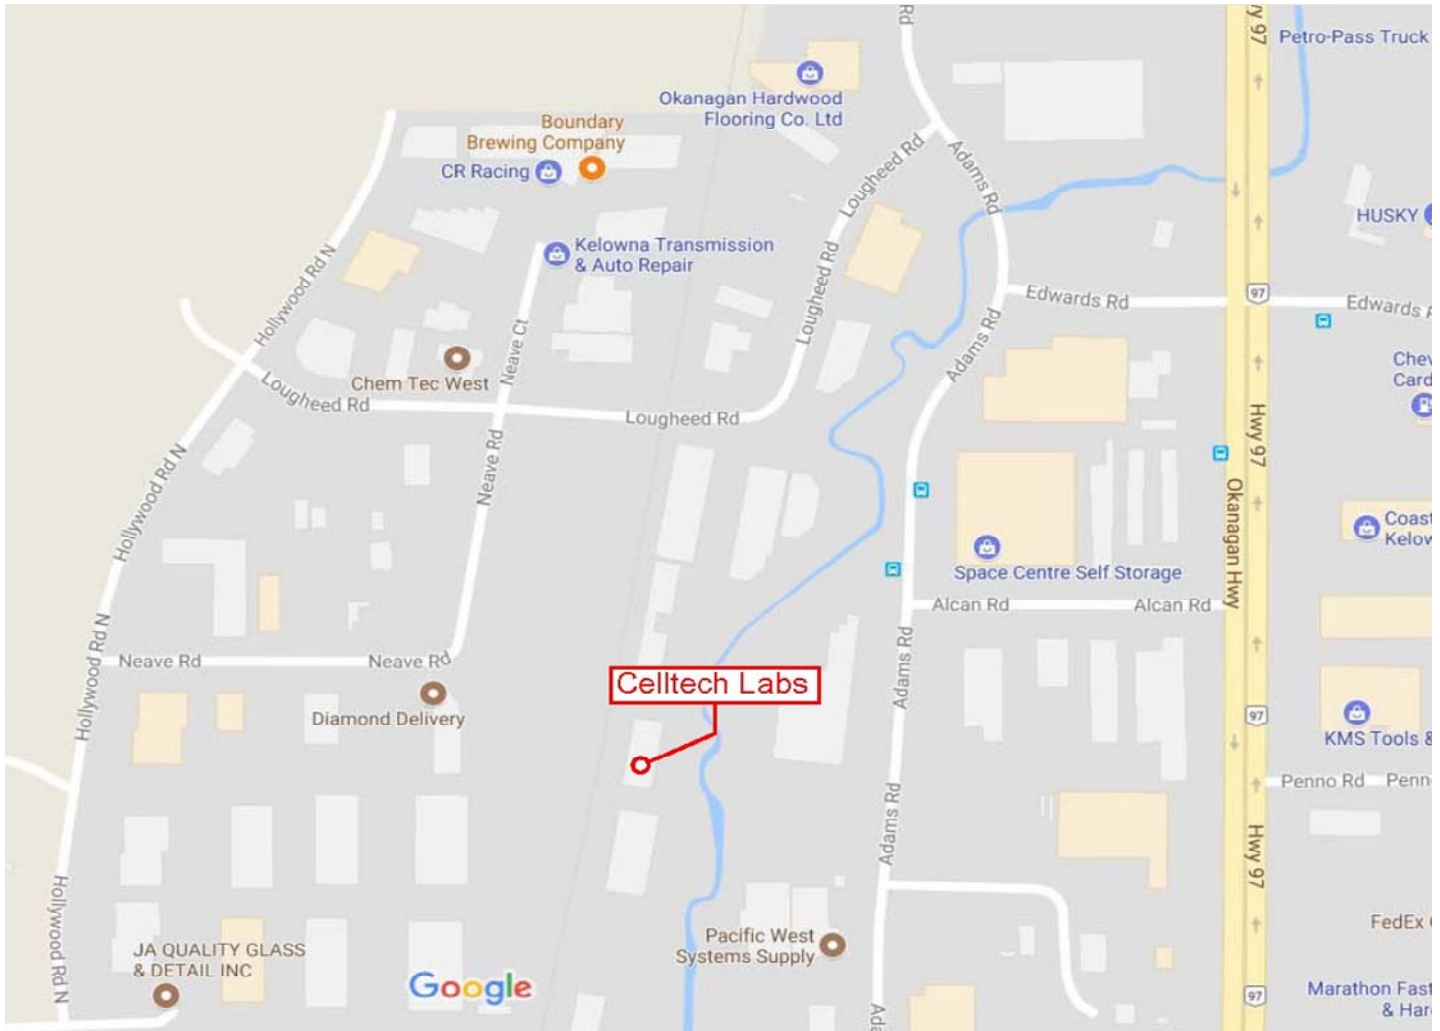 Rd
y 97
Petro-Pass Truck
Okanagan Hardwood
Flooring Co. Ltd
Boundary
Brewing Company
CR Racing
Lougheed Rd
Adams Rd
HUSKY
Kelowna Transmission
& Auto Repair
Hollywood Rd N
Lougheed Rd
Edwards Rd
97
Edwards
Neave Ct
Adams Rd
Chem Tec West
Lougheed Rd
Lougheed Rd
Hwy 97
Neave Rd
Hollywood Rd N
Okanagan Hwy
Coast
Space Centre Self Storage
Alcan Rd
Alcan Rd
Hollywood Rd N
Neave Rd
Neave Rd
Adams Rd
Celltech Labs
Diamond Delivery
97
KMS Tools &
Penno Rd
Penn
Adams Rd
Hwy 97
Hollywood Rd N
JA QUALITY GLASS
& DETAIL INC
Pacific West
Systems Supply
FedEx
Google
97
Marathon Fast
& Har
Ada